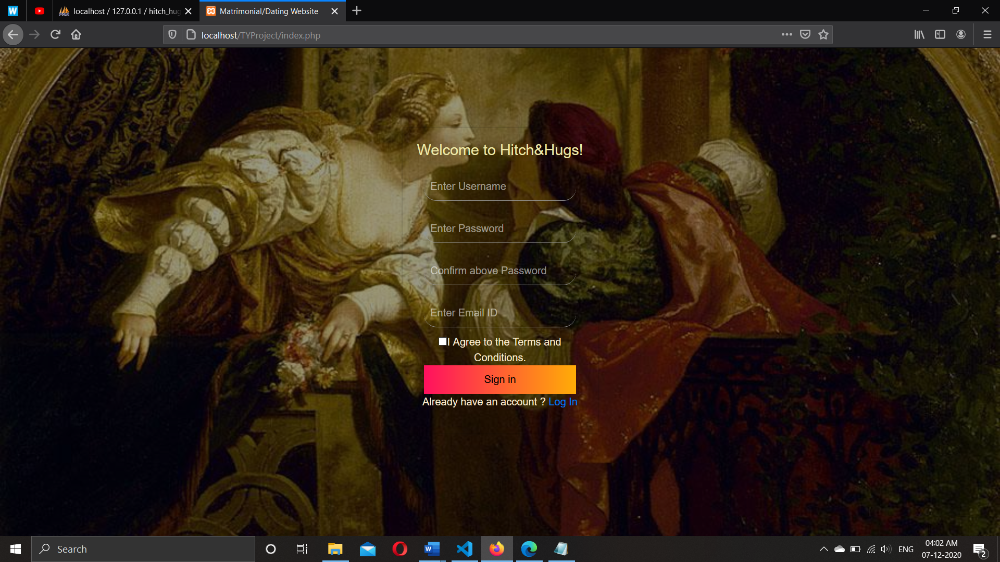 localhost / 127.0.0.1 / hitch_hug
Matrimonial/Dating Website
localhost/TYProject/index.php
Welcome to Hitch&Hugs!
Enter Username
Enter Password
Confirm above Password
Enter Email ID
I Agree to the Terms and
Conditions.
Sign in
Already have an account ? Log In
Search
ENG
04:02 AM
07-12-2020
2